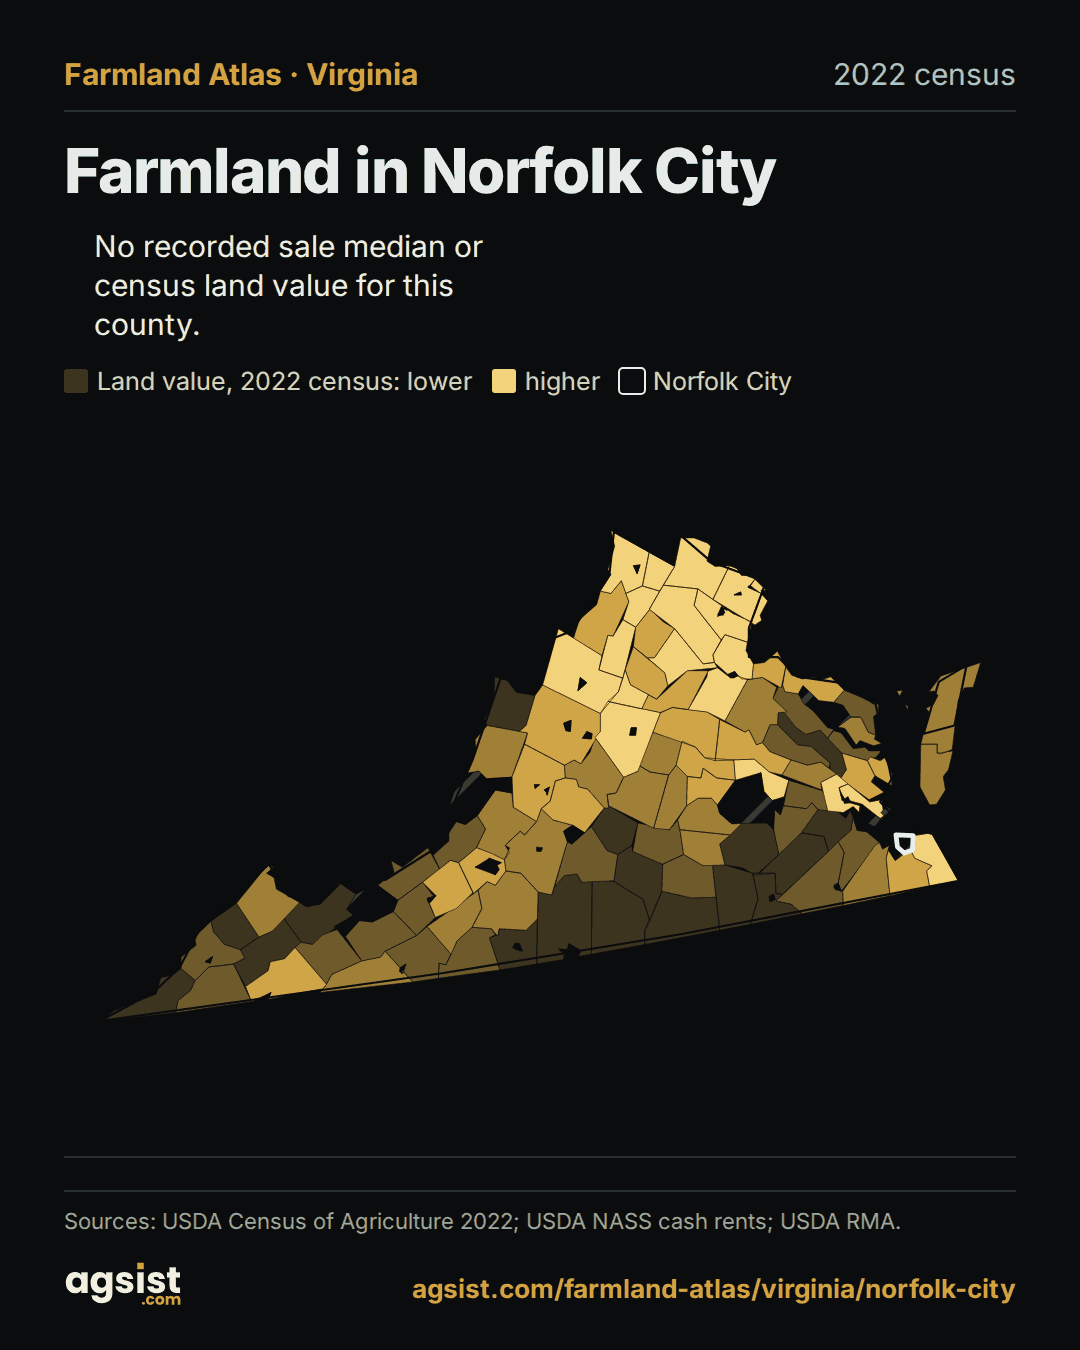 Farmland Atlas · Virginia
2022 census
Farmland in Norfolk City
No recorded sale median or
census land value for this
county.
Land value, 2022 census: lower higher Norfolk City
Sources: USDA Census of Agriculture 2022; USDA NASS cash rents; USDA RMA.
agsist
.com
agsist.com/farmland-atlas/virginia/norfolk-city